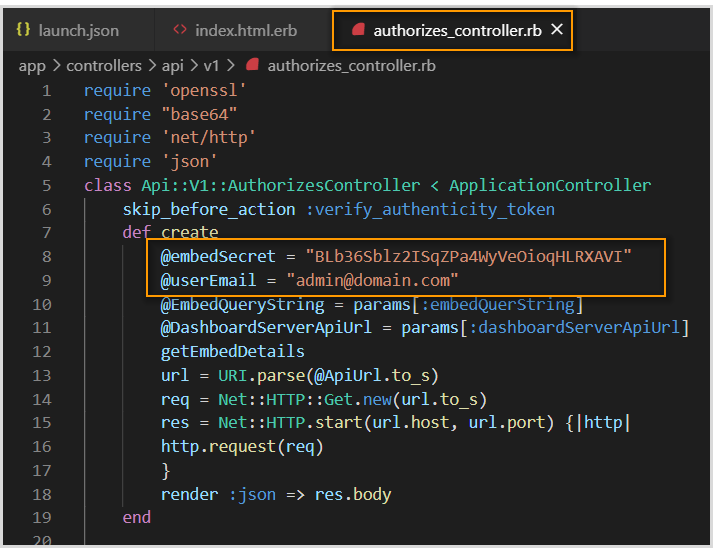 launch.json index.html.erb authorizes_controller.rb
app > controllers > api > v1 > authorizes_controller.rb
1 require 'openssl'
2 require "base64"
3 require 'net/http'
4 require 'json'
5 class Api::V1::AuthorizesController < ApplicationController
6 skip_before_action :verify_authenticity_token
7 def create
8 @embedSecret = "BLb36Sblz2ISqZPa4WyVeOioqHLRXAVI"
9 @userEmail = "admin@domain.com"
10 @EmbedQueryString = params[:embedQuerString]
11 @DashboardServerApiUrl = params[:dashboardServerApiUrl]
12 getEmbedDetails
13 url = URI.parse(@ApiUrl.to_s)
14 req = Net::HTTP::Get.new(url.to_s)
15 res = Net::HTTP.start(url.host, url.port) {|http|
16 http.request(req)
17 }
18 render :json => res.body
19 end
20